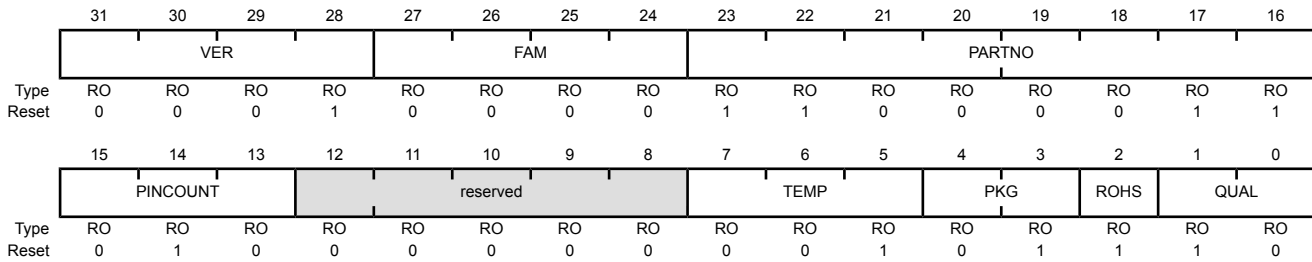 31 30 29 28 27 26 25 24 23 22 21 20 19 18 17 16
VER FAM PARTNO
Type RO RO RO RO RO RO RO RO RO RO RO RO RO RO RO RO
Reset 0 0 0 1 0 0 0 0 1 1 0 0 0 0 1 1
15 14 13 12 11 10 9 8 7 6 5 4 3 2 1 0
PINCOUNT reserved TEMP PKG ROHS QUAL
Type RO RO RO RO RO RO RO RO RO RO RO RO RO RO RO RO
Reset 0 1 0 0 0 0 0 0 0 0 1 0 1 1 1 0